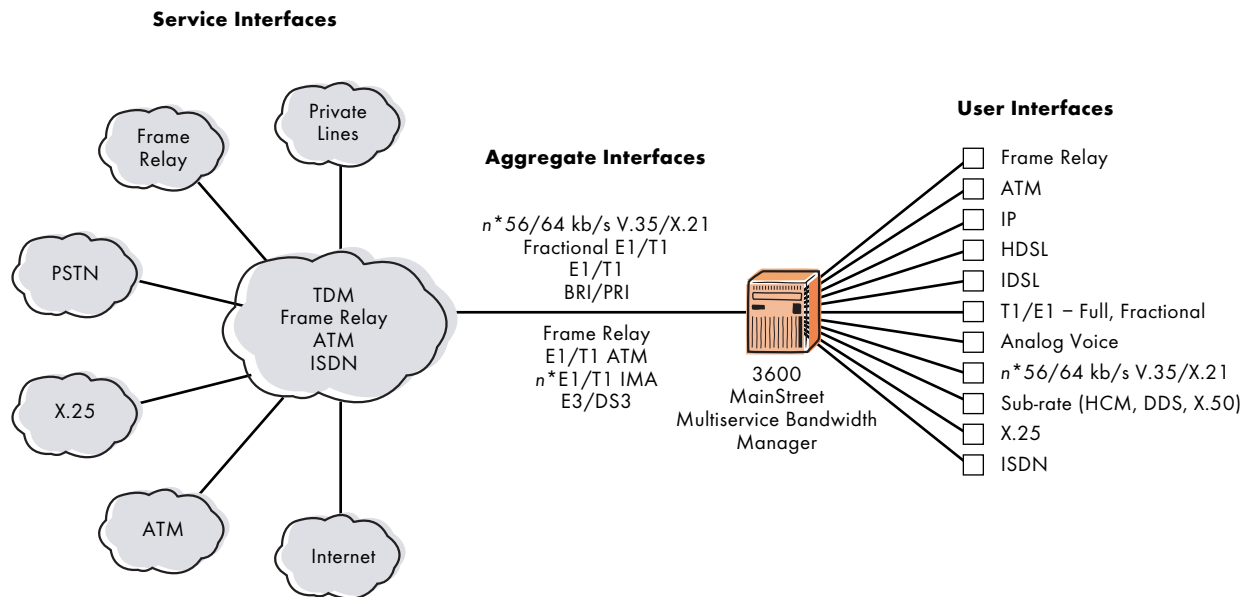 Service Interfaces
Private
Lines
Frame
Relay
PSTN
X.25
ATM
Internet
TDM
Frame Relay
ATM
ISDN
Aggregate Interfaces
n*56/64 kb/s V.35/X.21
Fractional E1/T1
E1/T1
BRI/PRI
Frame Relay
E1/T1 ATM
n*E1/T1 IMA
E3/DS3
3600
MainStreet
Multiservice Bandwidth
Manager
User Interfaces
Frame Relay
ATM
IP
HDSL
IDSL
T1/E1 – Full, Fractional
Analog Voice
n*56/64 kb/s V.35/X.21
Sub-rate (HCM, DDS, X.50)
X.25
ISDN